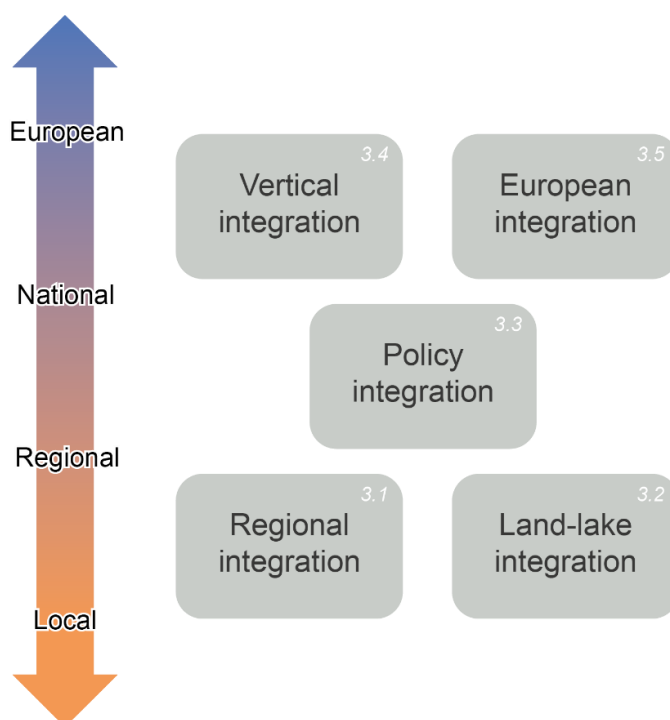 European
3.4
Vertical
integration
3.5
European
integration
National
3.3
Policy
integration
Regional
3.1
Regional
integration
3.2
Land-lake
integration
Local